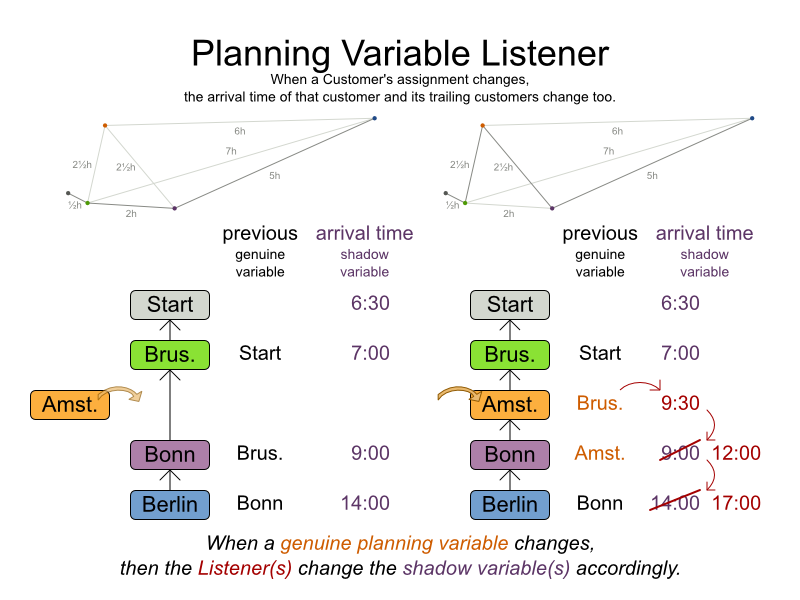 Planning Variable Listener
When a Customer's assignment changes,
the arrival time of that customer and its trailing customers change too.
6h
7h
2½h
2½h
5h
½h
2h
6h
7h
2½h
2½h
5h
½h
2h
previous arrival time
genuine shadow
variable variable
Start 6:30
Brus. Start 7:00
Amst.
Bonn Brus. 9:00
Berlin Bonn 14:00
previous arrival time
genuine shadow
variable variable
Start 6:30
Brus. Start 7:00
Amst. Brus. 9:30
Bonn Amst. 9:00 12:00
Berlin Bonn 14:00 17:00
When a genuine planning variable changes,
then the Listener(s) change the shadow variable(s) accordingly.